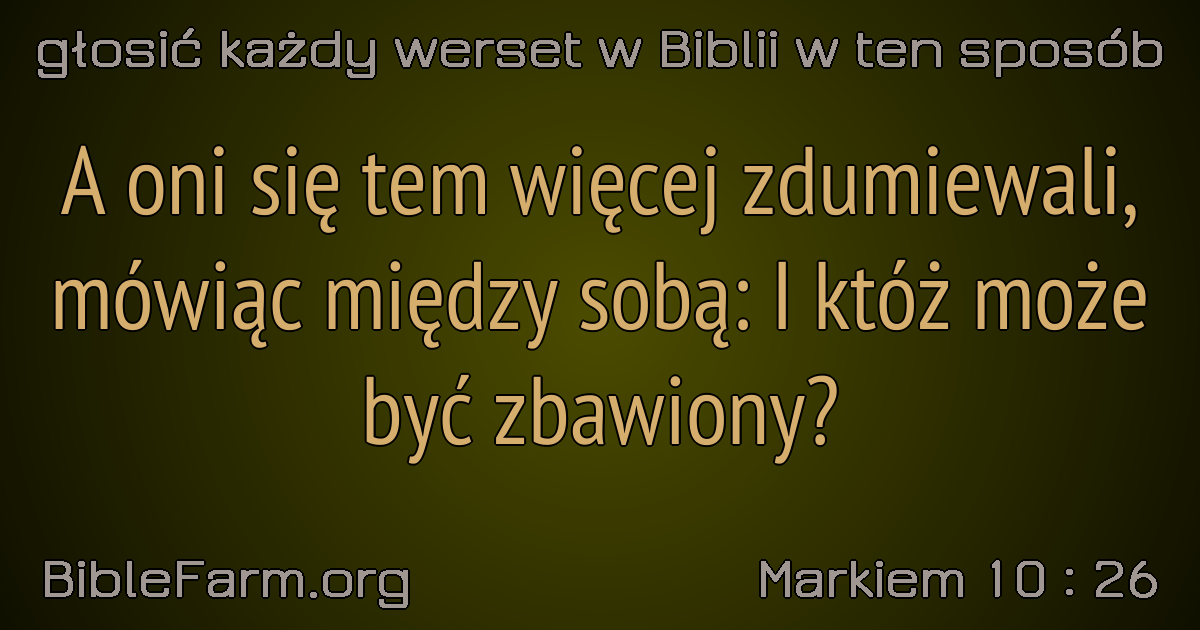 głosić każdy werset w Biblii w ten sposób
A oni się tem więcej zdumiewali,
mówiąc między sobą: I któż może
być zbawiony?
BibleFarm.org
Markiem 10 : 26